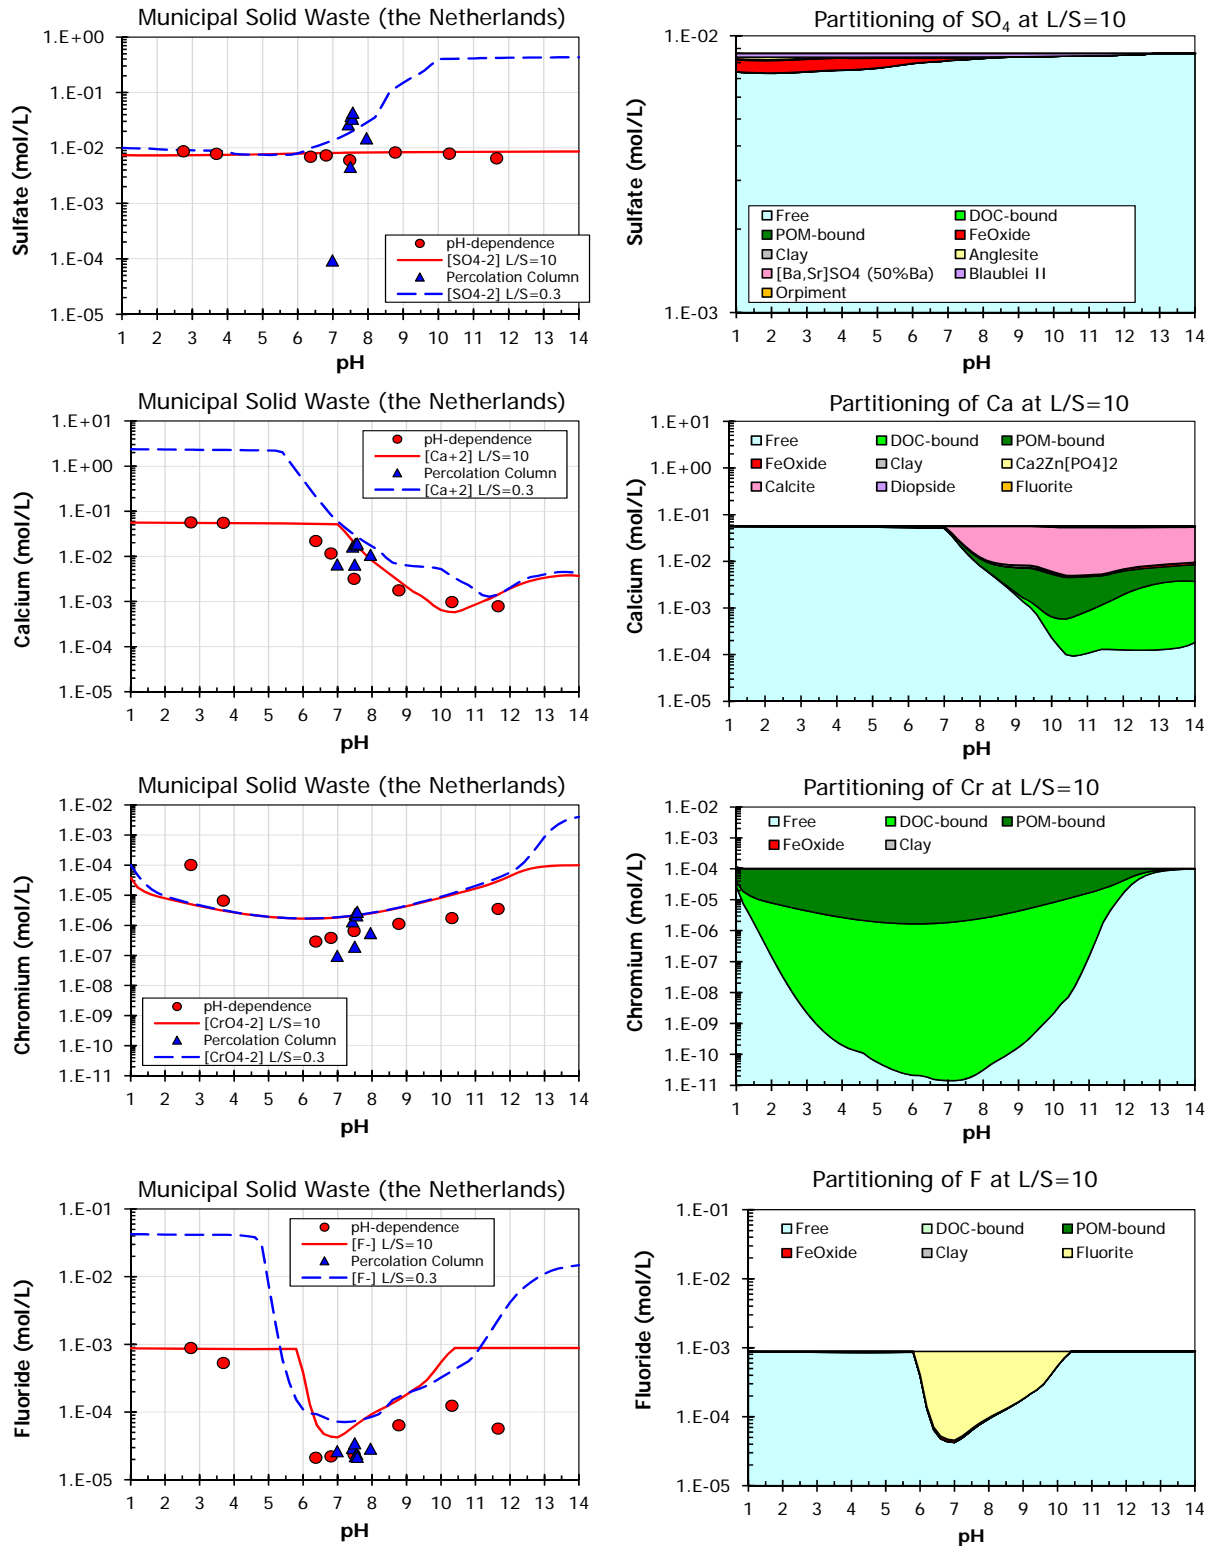 Municipal Solid Waste (the Netherlands)
Sulfate (mol/L)
1.E+00
1.E-01
1.E-02
1.E-03
1.E-04
1.E-05
pH-dependence
[SO4-2] L/S=10
Percolation Column
[SO4-2] L/S=0.3
1 2 3 4 5 6 7 8 9 10 11 12 13 14
pH
Partitioning of SO4 at L/S=10
Sulfate (mol/L)
1.E-02
1.E-03
Free
DOC-bound
POM-bound
FeOxide
Clay
Anglesite
[Ba,Sr]SO4 (50%Ba)
Blaublei II
Orpiment
1 2 3 4 5 6 7 8 9 10 11 12 13 14
pH
Municipal Solid Waste (the Netherlands)
Calcium (mol/L)
1.E+01
1.E+00
1.E-01
1.E-02
1.E-03
1.E-04
1.E-05
pH-dependence
[Ca+2] L/S=10
Percolation Column
[Ca+2] L/S=0.3
1 2 3 4 5 6 7 8 9 10 11 12 13 14
pH
Partitioning of Ca at L/S=10
Calcium (mol/L)
1.E+01
1.E+00
1.E-01
1.E-02
1.E-03
1.E-04
1.E-05
Free
DOC-bound
POM-bound
FeOxide
Clay
Ca2Zn[PO4]2
Calcite
Diopside
Fluorite
1 2 3 4 5 6 7 8 9 10 11 12 13 14
pH
Municipal Solid Waste (the Netherlands)
Chromium (mol/L)
1.E-02
1.E-03
1.E-04
1.E-05
1.E-06
1.E-07
1.E-08
1.E-09
1.E-10
1.E-11
pH-dependence
[CrO4-2] L/S=10
Percolation Column
[CrO4-2] L/S=0.3
1 2 3 4 5 6 7 8 9 10 11 12 13 14
pH
Partitioning of Cr at L/S=10
Chromium (mol/L)
1.E-02
1.E-03
1.E-04
1.E-05
1.E-06
1.E-07
1.E-08
1.E-09
1.E-10
1.E-11
Free
DOC-bound
POM-bound
FeOxide
Clay
1 2 3 4 5 6 7 8 9 10 11 12 13 14
pH
Municipal Solid Waste (the Netherlands)
Fluoride (mol/L)
1.E-01
1.E-02
1.E-03
1.E-04
1.E-05
pH-dependence
[F-] L/S=10
Percolation Column
[F-] L/S=0.3
1 2 3 4 5 6 7 8 9 10 11 12 13 14
pH
Partitioning of F at L/S=10
Fluoride (mol/L)
1.E-01
1.E-02
1.E-03
1.E-04
1.E-05
Free
DOC-bound
POM-bound
FeOxide
Clay
Fluorite
1 2 3 4 5 6 7 8 9 10 11 12 13 14
pH